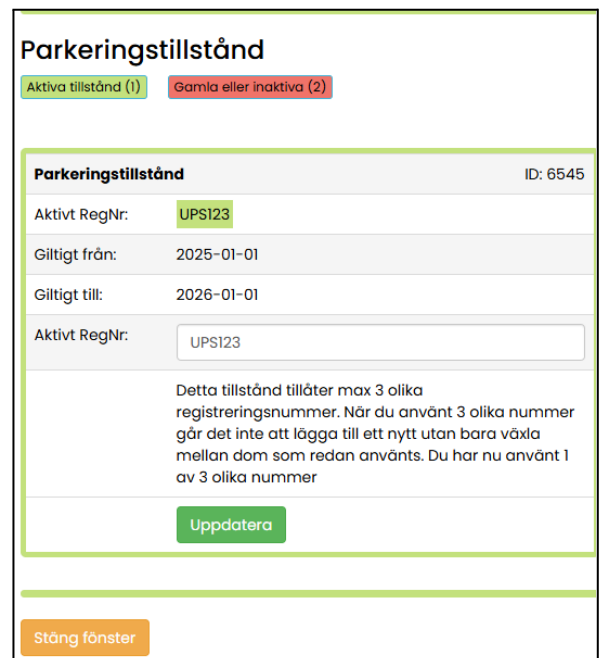 Parkeringstillstånd
Aktiva tillstånd (1) Gamla eller inaktiva (2)
Parkeringstillstånd ID: 6545
Aktivt RegNr: UPS123
Giltigt från: 2025-01-01
Giltigt till: 2026-01-01
Aktivt RegNr: UPS123
Detta tillstånd tillåter max 3 olika
registreringsnummer. När du använt 3 olika nummer
går det inte att lägga till ett nytt utan bara växla
mellan dom som redan använts. Du har nu använt 1
av 3 olika nummer
Uppdatera
Stäng fönster